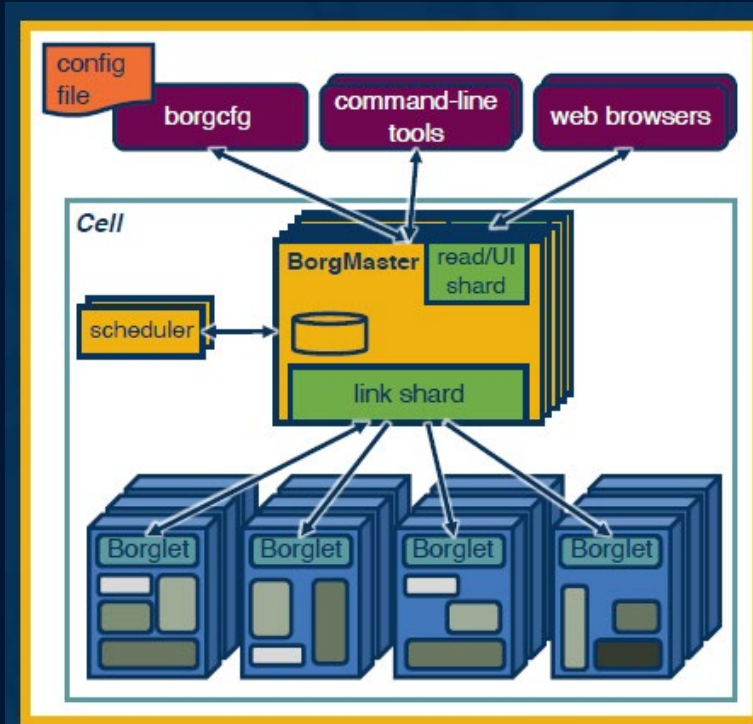 config
file
borgcfg
command-line
tools
web browsers
Cell
BorgMaster
read/UI
shard
scheduler
link shard
Borglet
Borglet
Borglet
Borglet